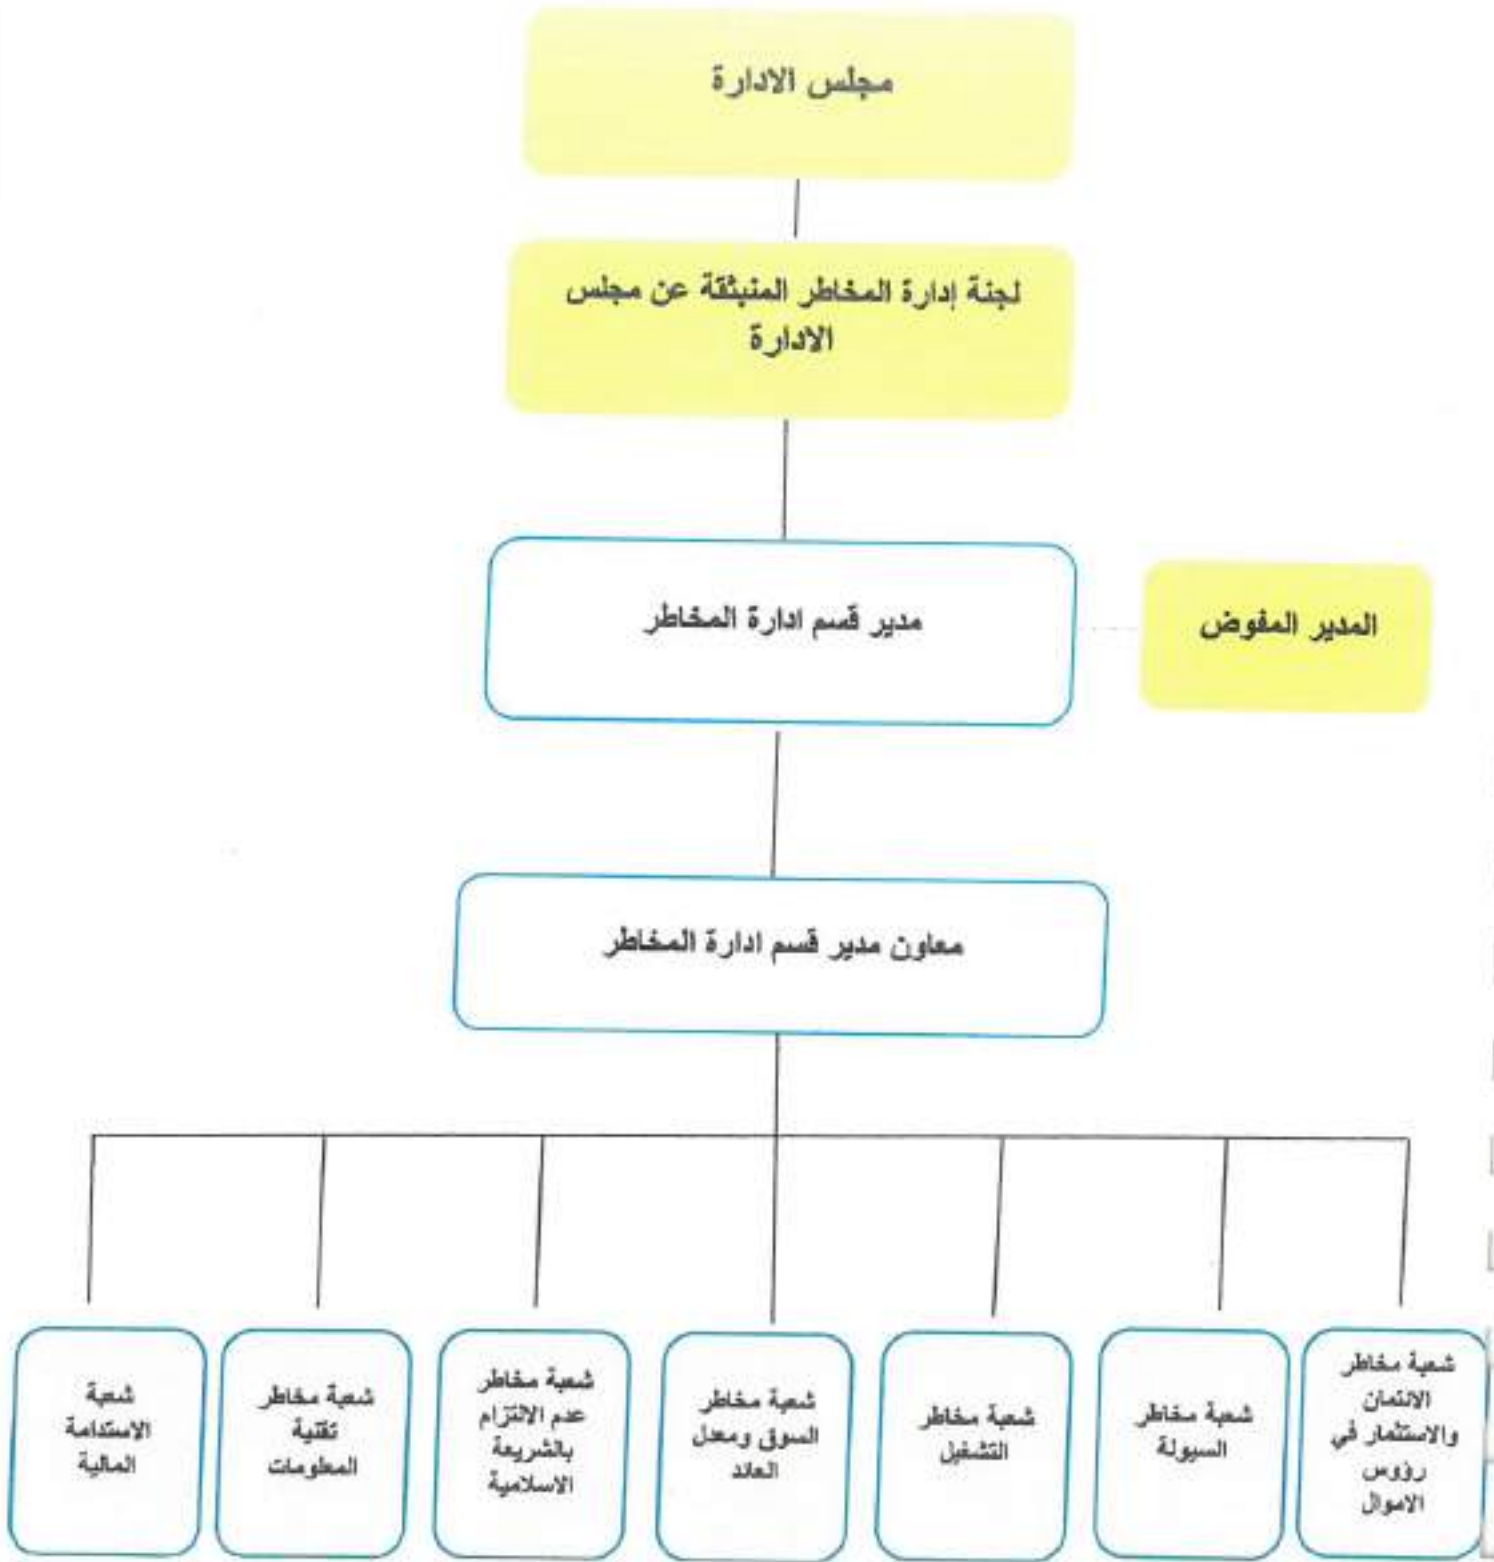 مجلس الادارة
لجنة إدارة المخاطر المنبثقة عن مجلس
الادارة
مدير قسم ادارة المخاطر
المدير المفوض
معاون مدير قسم ادارة المخاطر
شعبة مخاطر
الائتمان
والاستثمار في
رؤوس
الاموال
شعبة مخاطر
السيولة
شعبة مخاطر
التشغيل
شعبة مخاطر
السوق ومعدل
العائد
شعبة مخاطر
عدم الالتزام
بالشريعة
الاسلامية
شعبة مخاطر
تقنية
المعلومات
شعبة
الاستدامة
المالية